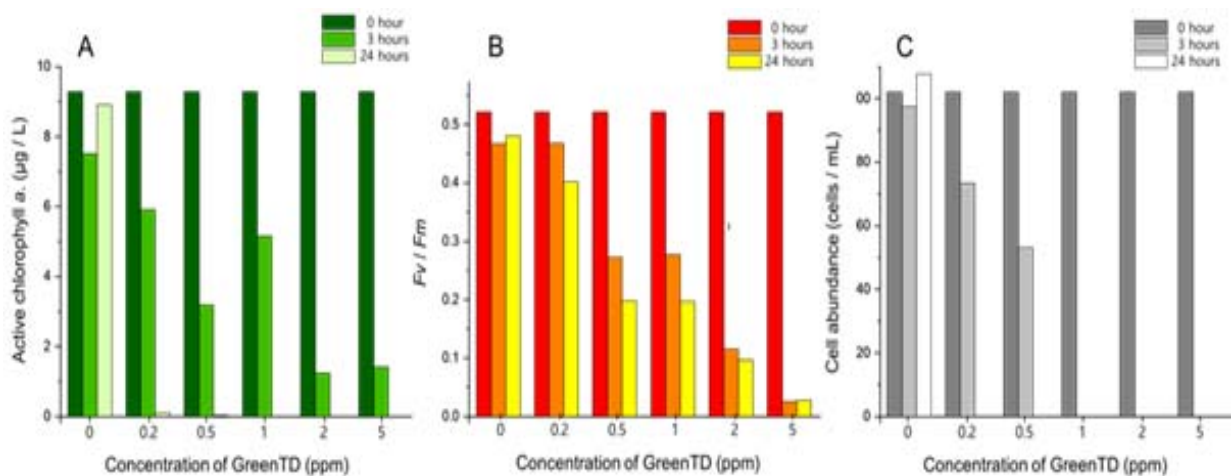 A
0 hour
3 hours
24 hours
10
8
6
4
2
0
Active chlorophyll a. (µg / L)
0 0.2 0.5 1 2 5
Concentration of GreenTD (ppm)
B
0 hour
3 hours
24 hours
0.5
0.4
0.3
0.2
0.1
0.0
Fv / Fm
0 0.2 0.5 1 2 5
Concentration of GreenTD (ppm)
C
0 hour
3 hours
24 hours
00
80
60
40
20
0
Cell abundance (cells / mL)
0 0.2 0.5 1 2 5
Concentration of GreenTD (ppm)